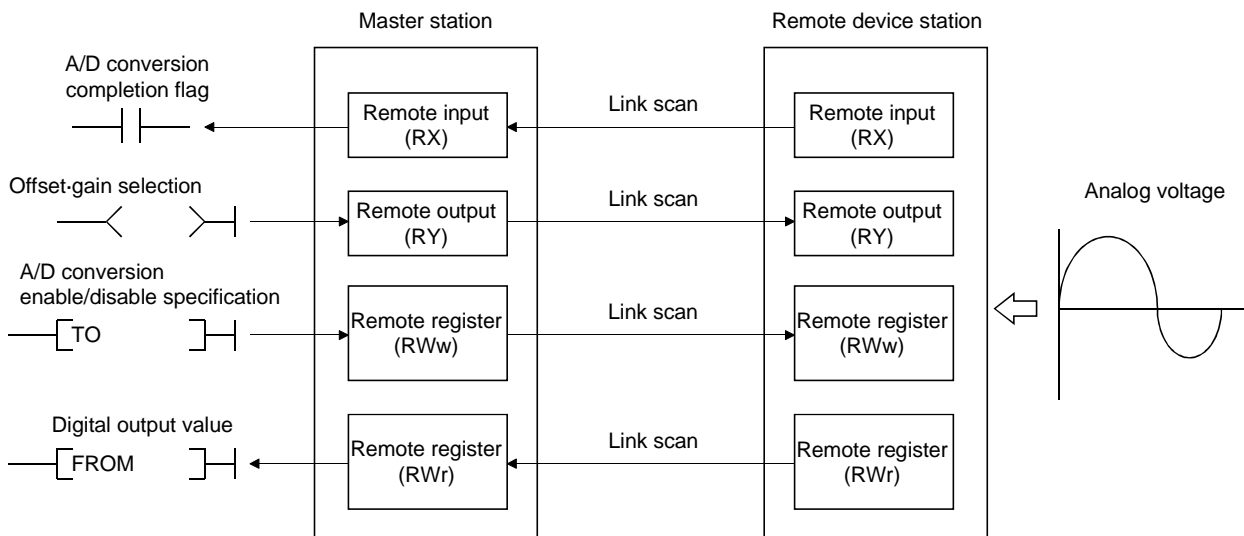 Master station
Remote device station
A/D conversion
completion flag
Remote input
(RX)
Link scan
Remote input
(RX)
Offset·gain selection
Remote output
(RY)
Link scan
Remote output
(RY)
Analog voltage
A/D conversion
enable/disable specification
TO
Remote register
(RWw)
Link scan
Remote register
(RWw)
Digital output value
FROM
Remote register
(RWr)
Link scan
Remote register
(RWr)